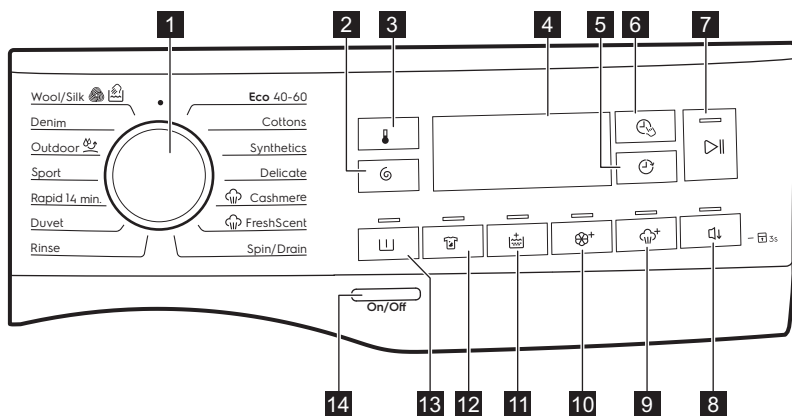 1
2
3
4
5
6
7
Wool/Silk
Denim
Outdoor
Sport
Rapid 14 min.
Duvet
Rinse
Eco 40-60
Cottons
Synthetics
Delicate
Cashmere
FreshScent
Spin/Drain
3s
On/Off
14
13
12
11
10
9
8